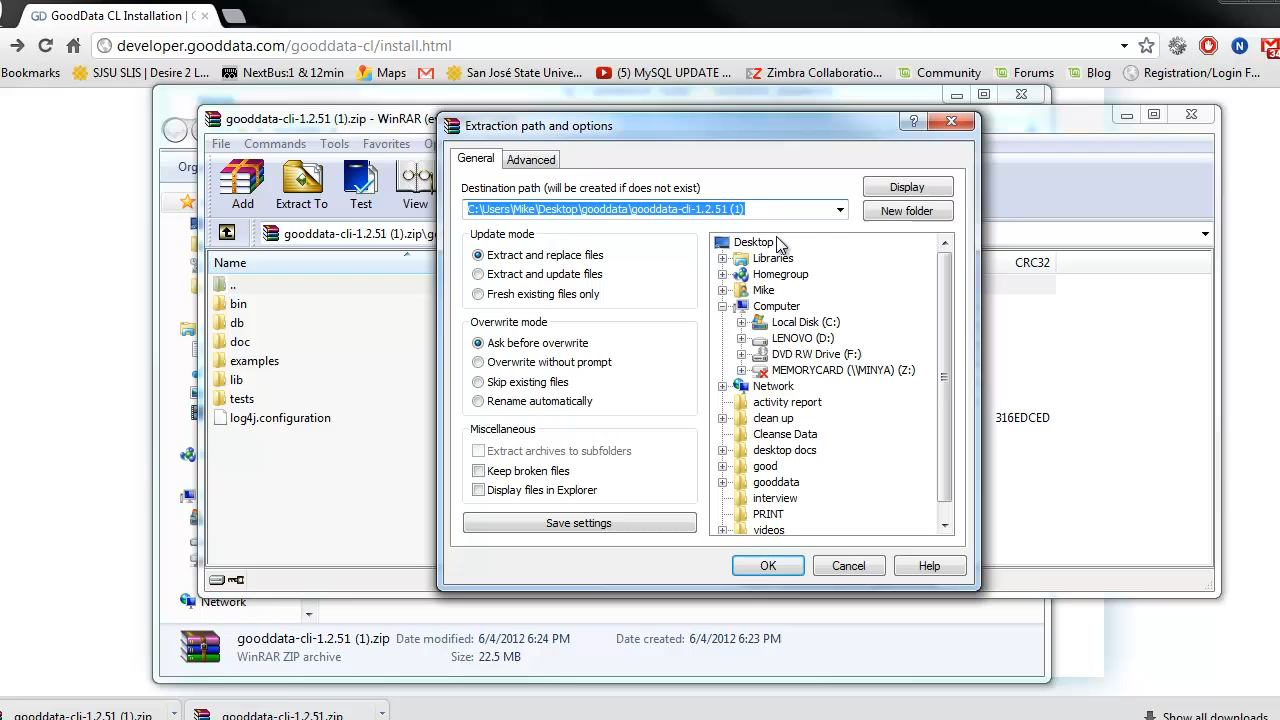 GoodData CL Installation |
developer.gooddata.com/gooddata-cl/install.html
Bookmarks SJSU SLIS | Desire 2 L... NextBus:1 & 12min Maps San José State Unive... (5) MySQL UPDATE ... Zimbra Collaboratio... Community Forums Blog Registration/Login F...
gooddata-cli-1.2.51 (1).zip - WinRAR (e
File Commands Tools Favorites
Add Extract To Test View
gooddata-cli-1.2.51 (1).zip\g
Name CRC32
..
bin
db
doc
examples
lib
tests
log4j.configuration 316EDCED
Extraction path and options
General Advanced
Destination path (will be created if does not exist)
C:\Users\Mike\Desktop\gooddata\gooddata-cli-1.2.51 (1)
Display
New folder
Update mode
Extract and replace files
Extract and update files
Fresh existing files only
Overwrite mode
Ask before overwrite
Overwrite without prompt
Skip existing files
Rename automatically
Miscellaneous
Extract archives to subfolders
Keep broken files
Display files in Explorer
Save settings
Desktop
Libraries
Homegroup
Mike
Computer
Local Disk (C:)
LENOVO (D:)
DVD RW Drive (F:)
MEMORYCARD (\\MINYA) (Z:)
Network
activity report
clean up
Cleanse Data
desktop docs
good
gooddata
interview
PRINT
videos
OK Cancel Help
Org
Network
gooddata-cli-1.2.51 (1).zip Date modified: 6/4/2012 6:24 PM Date created: 6/4/2012 6:23 PM
WinRAR ZIP archive Size: 22.5 MB
gooddata-cli-1.2.51 (1).zip gooddata-cli-1.2.51.zip Show all downloads